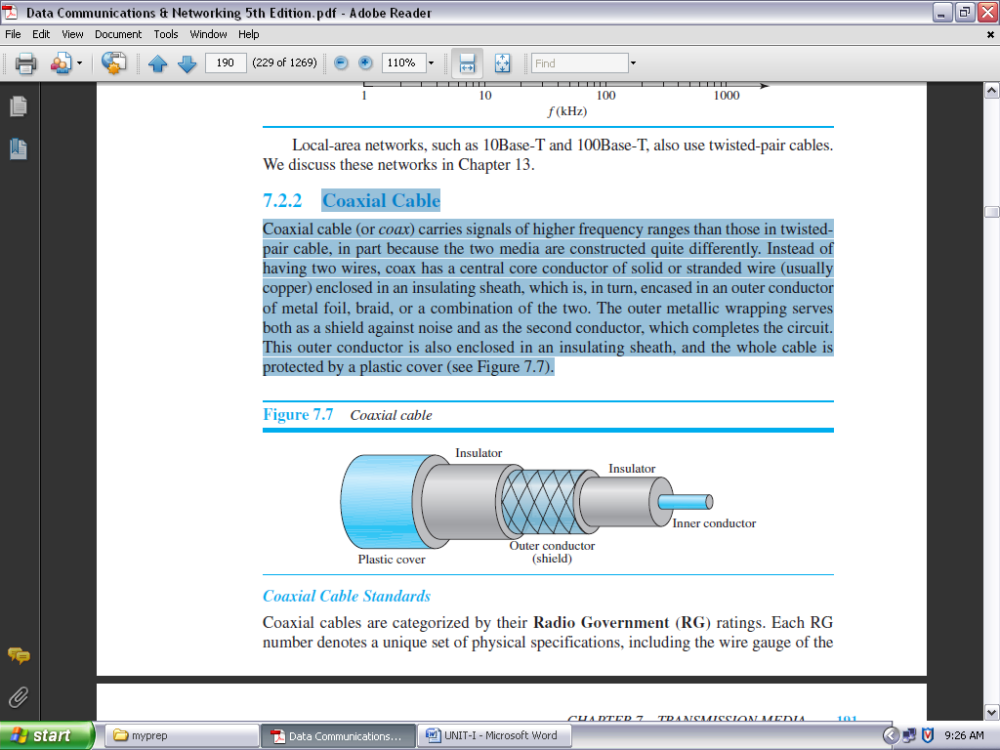 Data Communications & Networking 5th Edition.pdf - Adobe Reader
File Edit View Document Tools Window Help
190 (229 of 1269) 110% Find
1 10 100 1000
f (kHz)
Local-area networks, such as 10Base-T and 100Base-T, also use twisted-pair cables.
We discuss these networks in Chapter 13.
7.2.2 Coaxial Cable
Coaxial cable (or coax) carries signals of higher frequency ranges than those in twisted-
pair cable, in part because the two media are constructed quite differently. Instead of
having two wires, coax has a central core conductor of solid or stranded wire (usually
copper) enclosed in an insulating sheath, which is, in turn, encased in an outer conductor
of metal foil, braid, or a combination of the two. The outer metallic wrapping serves
both as a shield against noise and as the second conductor, which completes the circuit.
This outer conductor is also enclosed in an insulating sheath, and the whole cable is
protected by a plastic cover (see Figure 7.7).
Figure 7.7 Coaxial cable
Insulator
Insulator
Inner conductor
Outer conductor
(shield)
Plastic cover
Coaxial Cable Standards
Coaxial cables are categorized by their Radio Government (RG) ratings. Each RG
number denotes a unique set of physical specifications, including the wire gauge of the
CHAPTER 7 TRANSMISSION MEDIA 191
start myprep Data Communications... UNIT-I - Microsoft Word 9:26 AM